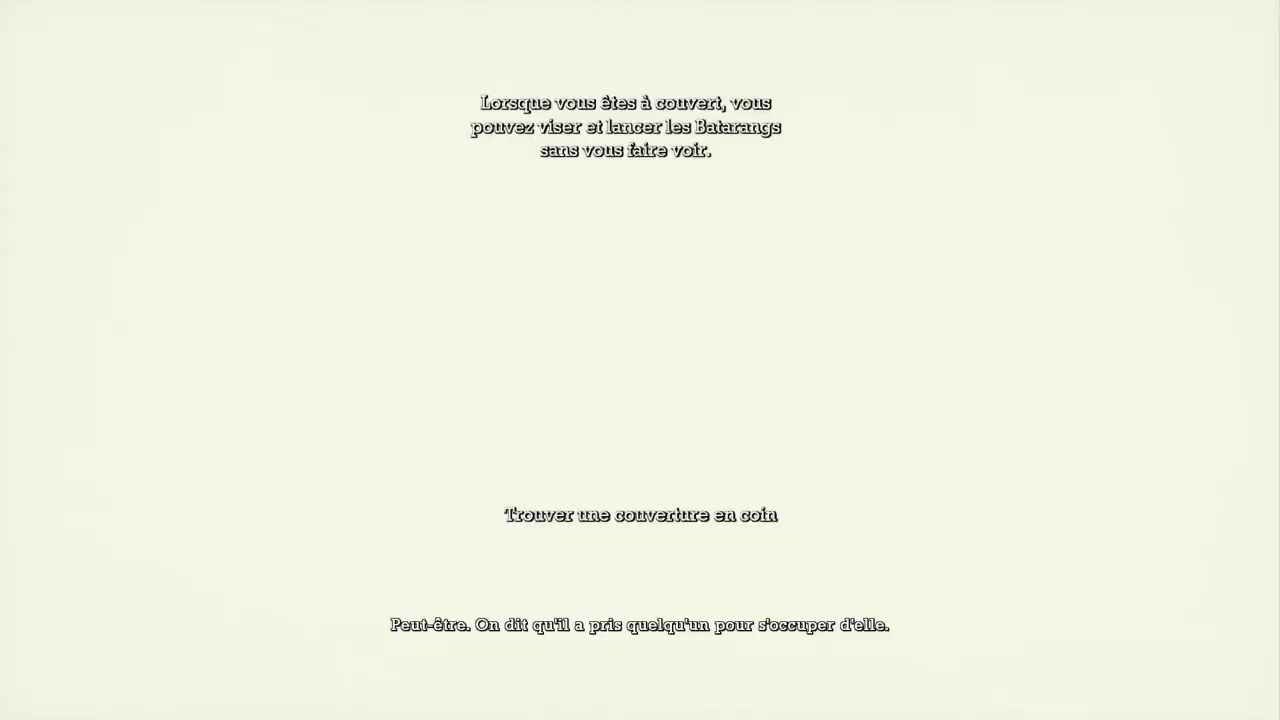 Lorsque vous êtes à couvert, vous
pouvez viser et lancer les Batarangs
sans vous faire voir.
Trouver une couverture en coin
Peut-être. On dit qu'il a pris quelqu'un pour s'occuper d'elle.